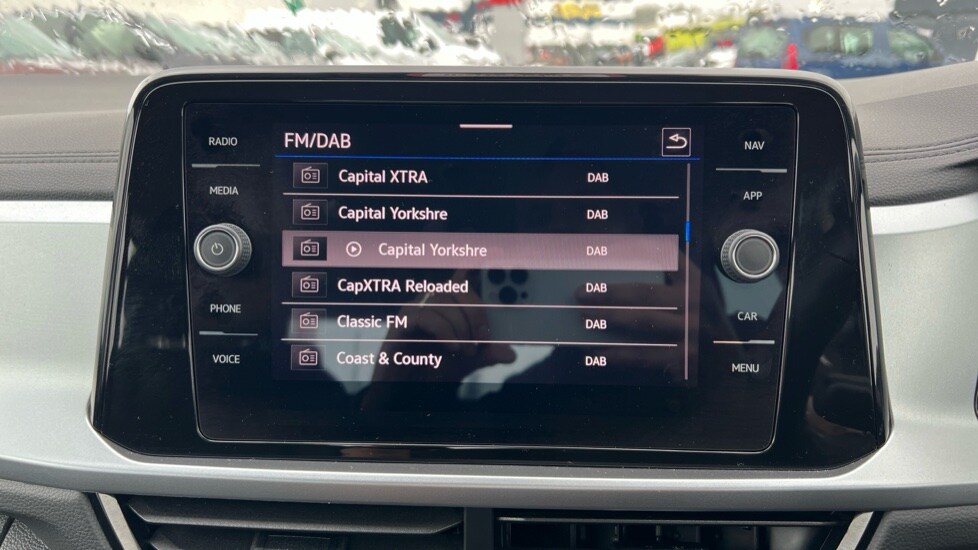 FM/DAB
RADIO
MEDIA
PHONE
VOICE
Capital XTRA DAB
Capital Yorkshre DAB
Capital Yorkshre DAB
CapXTRA Reloaded DAB
Classic FM DAB
Coast & County DAB
NAV
APP
CAR
MENU